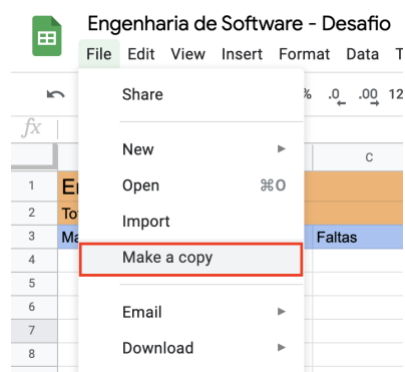 Engenharia de Software - Desafio
File Edit View Insert Format Data T
Share % .0 .00 12
fx
New ► C
Open ⌘O
1 E
Import
2 To
3 Ma Faltas
Make a copy
4
5
Email ►
6
7
Download ►
8